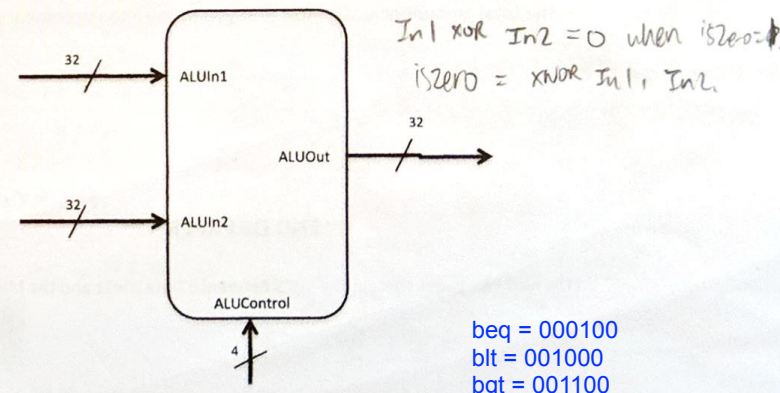 In1 XOR In2 = 0 when isZero=
isZero = XNOR In1, In2.
32
ALUIn1
32
ALUOut
32
ALUIn2
ALUControl
4
beq = 000100
blt = 001000
bgt = 001100